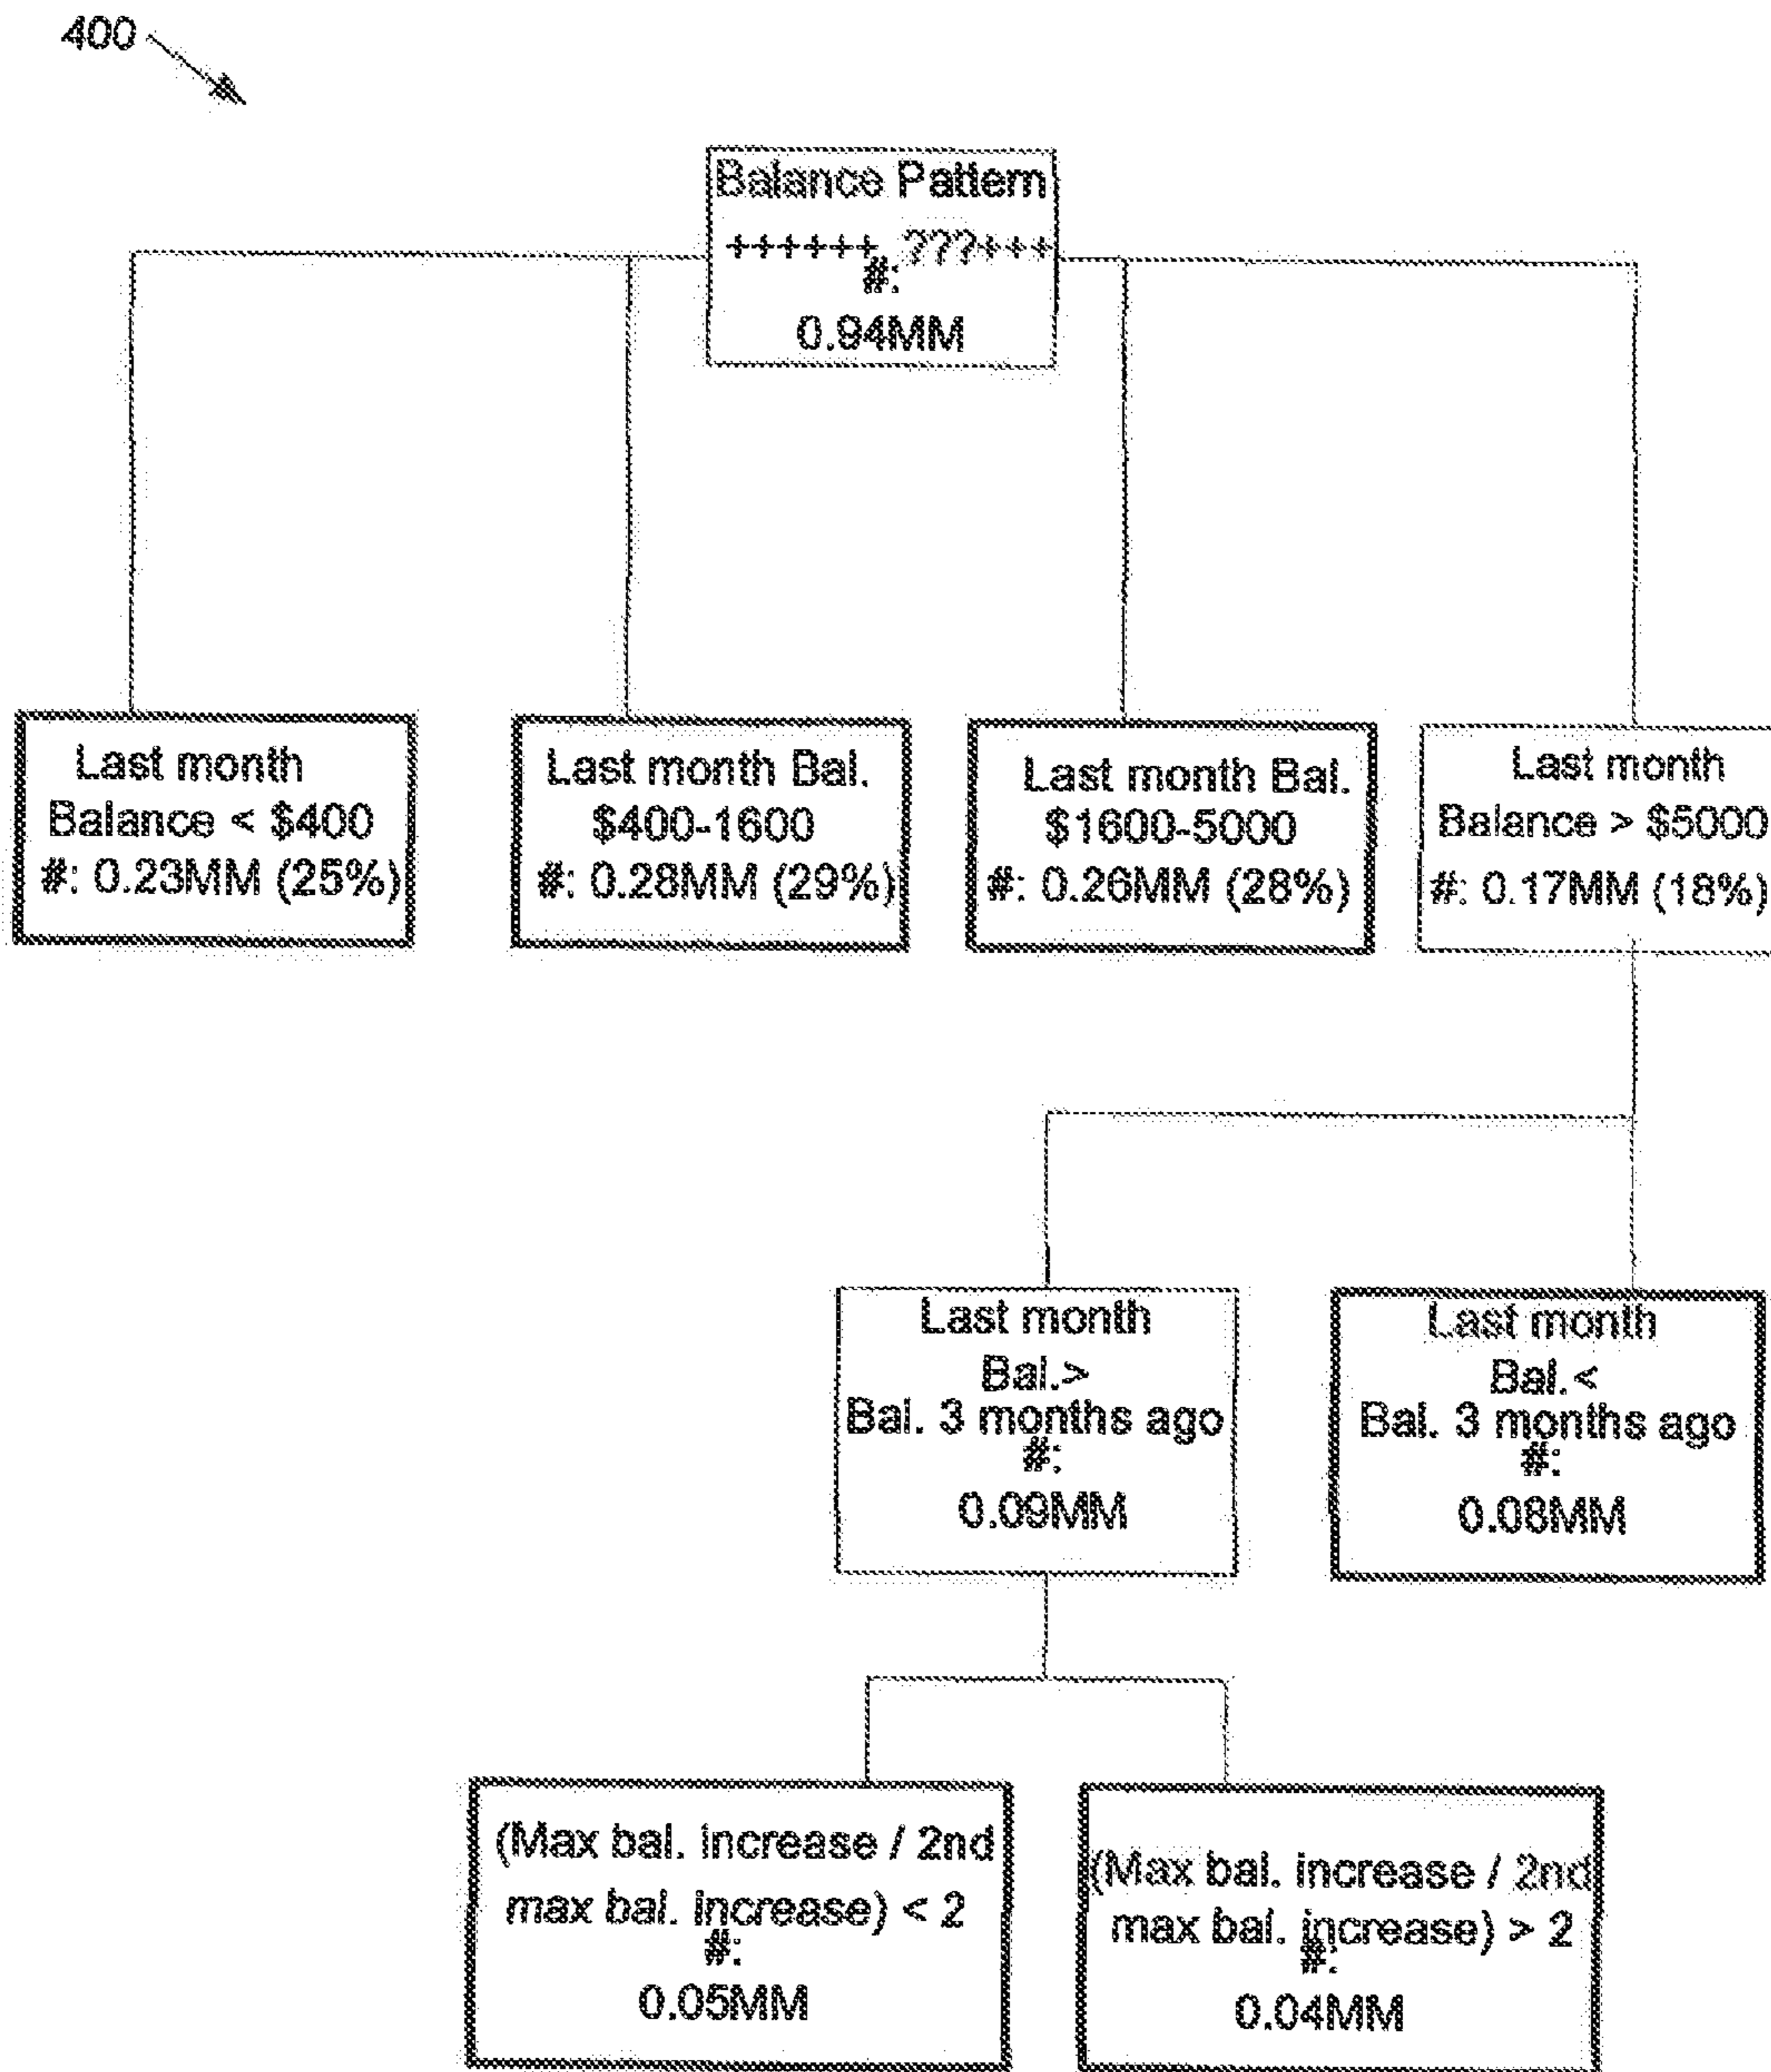 400
Balance Pattern
++++++, ???+++
#:
0.94MM
Last month
Balance < $400
#: 0.23MM (25%)
Last month Bal.
$400-1600
#: 0.28MM (29%)
Last month Bal.
$1600-5000
#: 0.26MM (28%)
Last month
Balance > $5000
#: 0.17MM (18%)
Last month
Bal.>
Bal. 3 months ago
#:
0.09MM
Last month
Bal.<
Bal. 3 months ago
#:
0.08MM
(Max bal. increase / 2nd
max bal. increase) < 2
#:
0.05MM
(Max bal. increase / 2nd
max bal. increase) > 2
#:
0.04MM